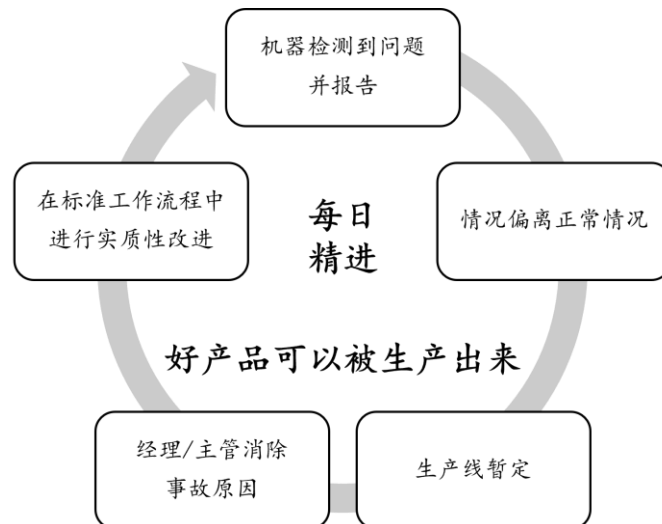 机器检测到问题
并报告
情况偏离正常情况
生产线暂定
经理/主管消除
事故原因
在标准工作流程中
进行实质性改进
每日
精进
好产品可以被生产出来